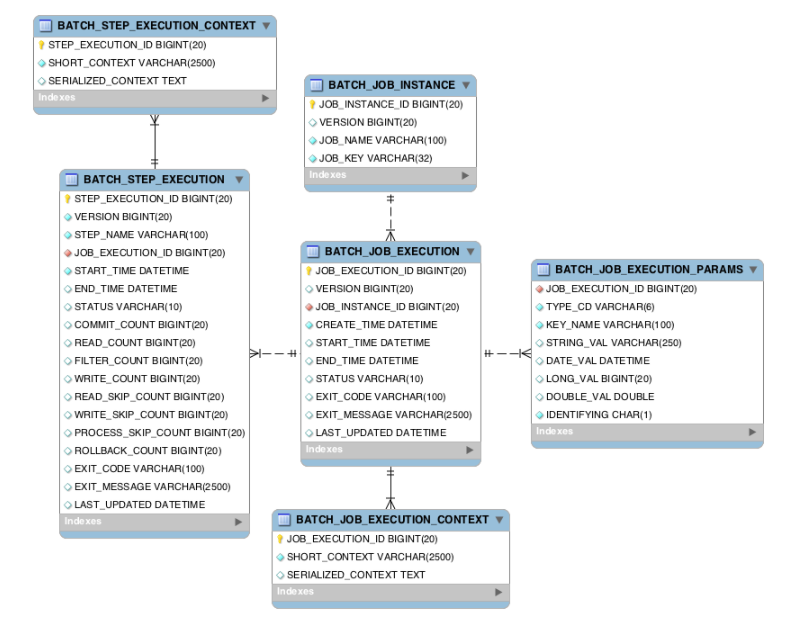 BATCH_STEP_EXECUTION_CONTEXT
STEP_EXECUTION_ID BIGINT(20)
SHORT_CONTEXT VARCHAR(2500)
SERIALIZED_CONTEXT TEXT
Indexes
BATCH_JOB_INSTANCE
JOB_INSTANCE_ID BIGINT(20)
VERSION BIGINT(20)
JOB_NAME VARCHAR(100)
JOB_KEY VARCHAR(32)
Indexes
BATCH_STEP_EXECUTION
STEP_EXECUTION_ID BIGINT(20)
VERSION BIGINT(20)
STEP_NAME VARCHAR(100)
JOB_EXECUTION_ID BIGINT(20)
START_TIME DATETIME
END_TIME DATETIME
STATUS VARCHAR(10)
COMMIT_COUNT BIGINT(20)
READ_COUNT BIGINT(20)
FILTER_COUNT BIGINT(20)
WRITE_COUNT BIGINT(20)
READ_SKIP_COUNT BIGINT(20)
WRITE_SKIP_COUNT BIGINT(20)
PROCESS_SKIP_COUNT BIGINT(20)
ROLLBACK_COUNT BIGINT(20)
EXIT_CODE VARCHAR(100)
EXIT_MESSAGE VARCHAR(2500)
LAST_UPDATED DATETIME
Indexes
BATCH_JOB_EXECUTION
JOB_EXECUTION_ID BIGINT(20)
VERSION BIGINT(20)
JOB_INSTANCE_ID BIGINT(20)
CREATE_TIME DATETIME
START_TIME DATETIME
END_TIME DATETIME
STATUS VARCHAR(10)
EXIT_CODE VARCHAR(100)
EXIT_MESSAGE VARCHAR(2500)
LAST_UPDATED DATETIME
Indexes
BATCH_JOB_EXECUTION_PARAMS
JOB_EXECUTION_ID BIGINT(20)
TYPE_CD VARCHAR(6)
KEY_NAME VARCHAR(100)
STRING_VAL VARCHAR(250)
DATE_VAL DATETIME
LONG_VAL BIGINT(20)
DOUBLE_VAL DOUBLE
IDENTIFYING CHAR(1)
Indexes
BATCH_JOB_EXECUTION_CONTEXT
JOB_EXECUTION_ID BIGINT(20)
SHORT_CONTEXT VARCHAR(2500)
SERIALIZED_CONTEXT TEXT
Indexes